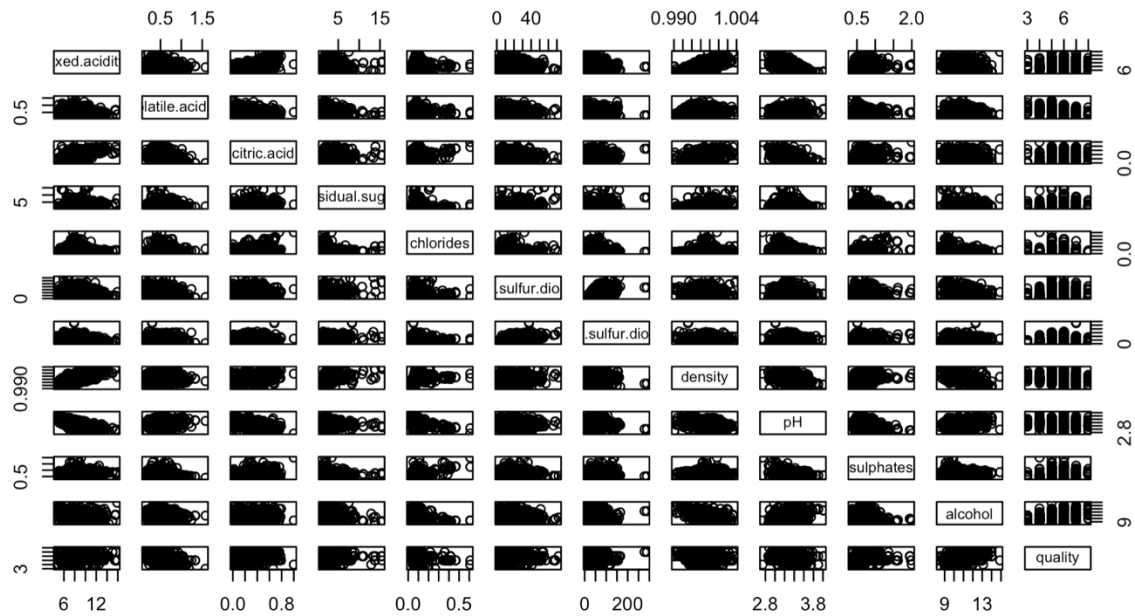 0.5 1.5 5 15 0 40 0.990 1.004 0.5 2.0 3 6
xed.acidit 6
0.5 latile.acid
citric.acid 0.0
5 sidual.sug
chlorides 0.0
0 .sulfur.dio
.sulfur.dio 0
0.990 density
pH 2.8
0.5 sulphates
alcohol 9
3 quality
6 12 0.0 0.8 0.0 0.5 0 200 2.8 3.8 9 13